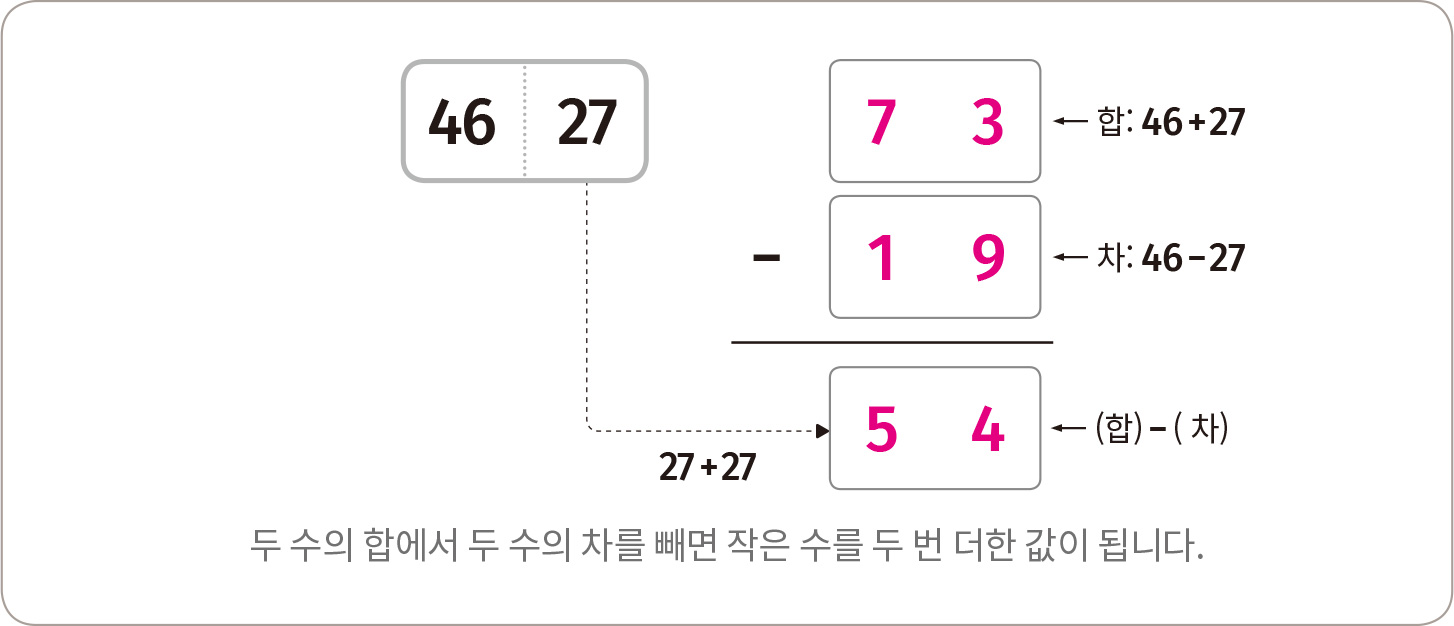 46 27
7 3 ← 합: 46+27
− 1 9 ← 차: 46−27
5 4 ← (합)−( 차)
27+27
두 수의 합에서 두 수의 차를 빼면 작은 수를 두 번 더한 값이 됩니다.